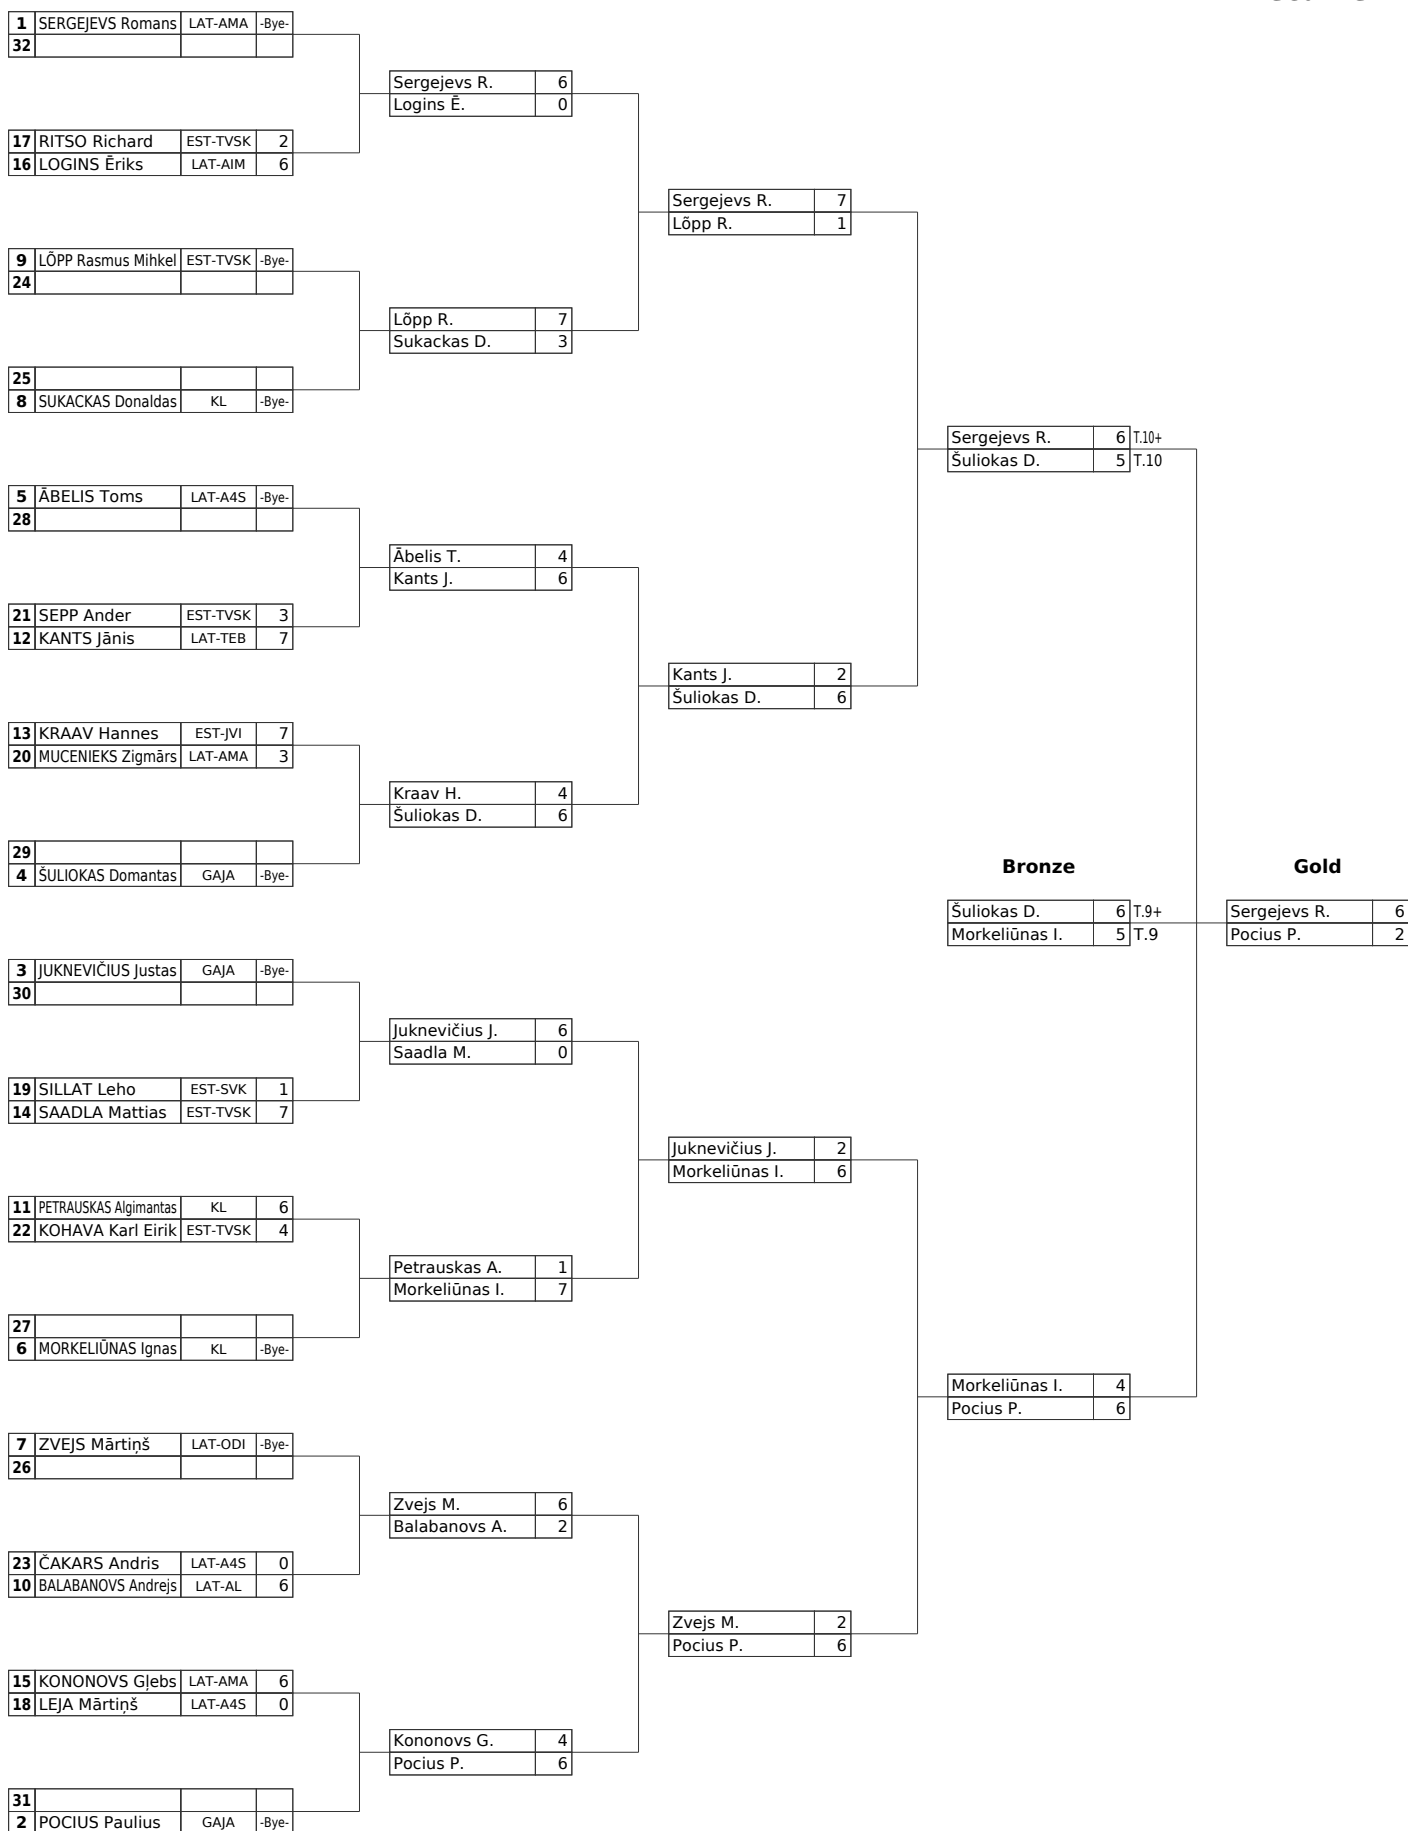 1 SERGEJEVS Romans LAT-AMA -Bye-
32
Sergejevs R. 6
Logins Ē. 0
17 RITSO Richard EST-TVSK 2
16 LOGINS Ēriks LAT-AIM 6
Sergejevs R. 7
Lõpp R. 1
9 LÕPP Rasmus Mihkel EST-TVSK -Bye-
24
Lõpp R. 7
Sukackas D. 3
25
8 SUKACKAS Donaldas KL -Bye-
Sergejevs R. 6 T.10+
Šuliokas D. 5 T.10
5 ĀBELIS Toms LAT-A4S -Bye-
28
Ābelis T. 4
Kants J. 6
21 SEPP Ander EST-TVSK 3
12 KANTS Jānis LAT-TEB 7
Kants J. 2
Šuliokas D. 6
13 KRAAV Hannes EST-JVI 7
20 MUCENIEKS Zigmārs LAT-AMA 3
Kraav H. 4
Šuliokas D. 6
29
4 ŠULIOKAS Domantas GAJA -Bye-
Bronze Gold
Šuliokas D. 6 T.9+ Sergejevs R. 6
Morkeliūnas I. 5 T.9 Pocius P. 2
3 JUKNEVIČIUS Justas GAJA -Bye-
30
Juknevičius J. 6
Saadla M. 0
19 SILLAT Leho EST-SVK 1
14 SAADLA Mattias EST-TVSK 7
Juknevičius J. 2
Morkeliūnas I. 6
11 PETRAUSKAS Algimantas KL 6
22 KOHAVA Karl Eirik EST-TVSK 4
Petrauskas A. 1
Morkeliūnas I. 7
27
6 MORKELIŪNAS Ignas KL -Bye-
Morkeliūnas I. 4
Pocius P. 6
7 ZVEJS Mārtiņš LAT-ODI -Bye-
26
Zvejs M. 6
Balabanovs A. 2
23 ČAKARS Andris LAT-A4S 0
10 BALABANOVS Andrejs LAT-AL 6
Zvejs M. 2
Pocius P. 6
15 KONONOVS Gļebs LAT-AMA 6
18 LEJA Mārtiņš LAT-A4S 0
Kononovs G. 4
Pocius P. 6
31
2 POCIUS Paulius GAJA -Bye-